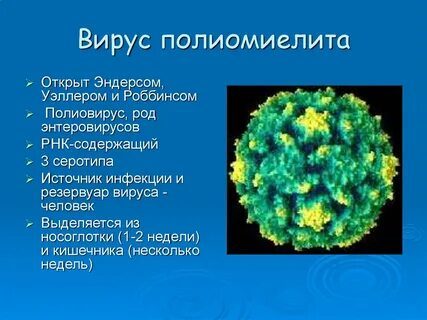 Вирус полиомиелита
Открыт Эндерсом,
Уэллером и Роббинсом
Полиовирус, род
энтеровирусов
РНК-содержащий
3 серотипа
Источник инфекции и
резервуар вируса -
человек
Выделяется из
носоглотки (1-2 недели)
и кишечника (несколько
недель)